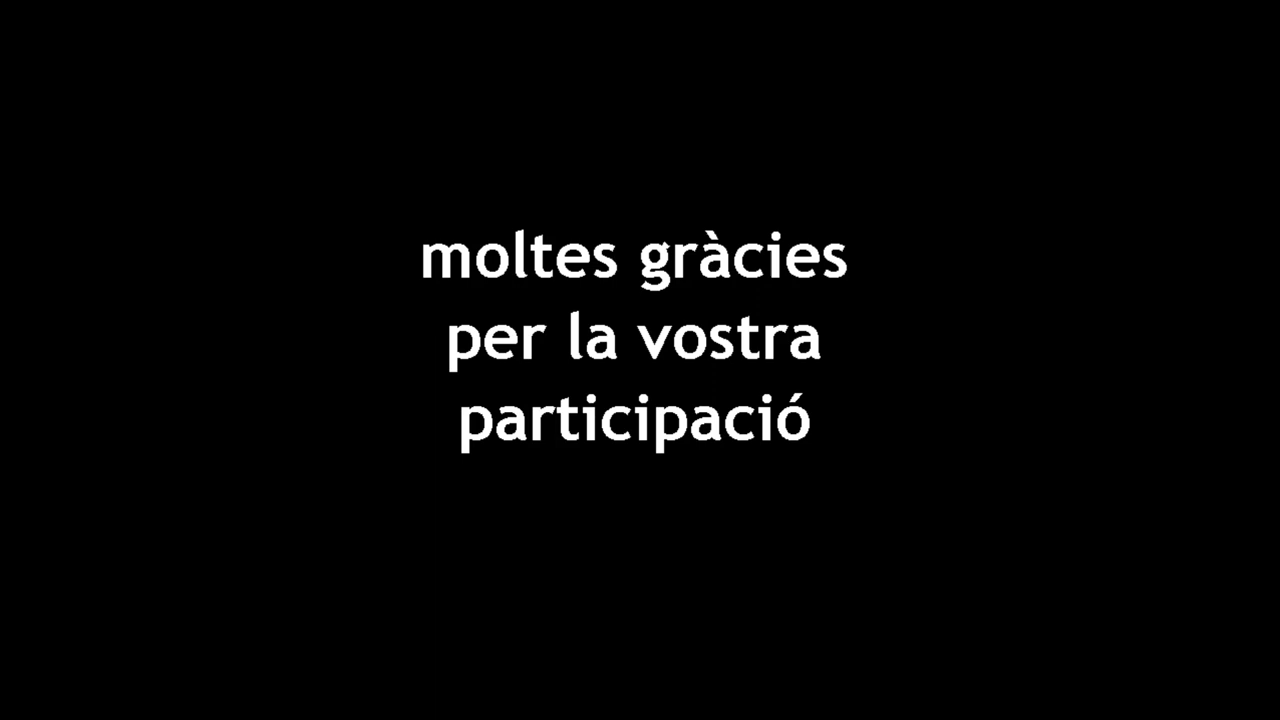 moltes gràcies
per la vostra
participació